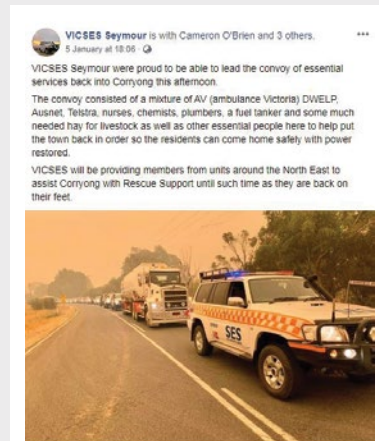 VICSES Seymour is with Cameron O'Brien and 3 others.
5 January at 18:06
VICSES Seymour were proud to be able to lead the convoy of essential
services back into Corryong this afternoon.
The convoy consisted of a mixture of AV (ambulance Victoria) DWELP,
Ausnet, Telstra, nurses, chemists, plumbers, a fuel tanker and some much
needed hay for livestock as well as other essential people here to help put
the town back in order so the residents can come home safely with power
restored.
VICSES will be providing members from units around the North East to
assist Corryong with Rescue Support until such time as they are back on
their feet.
SES